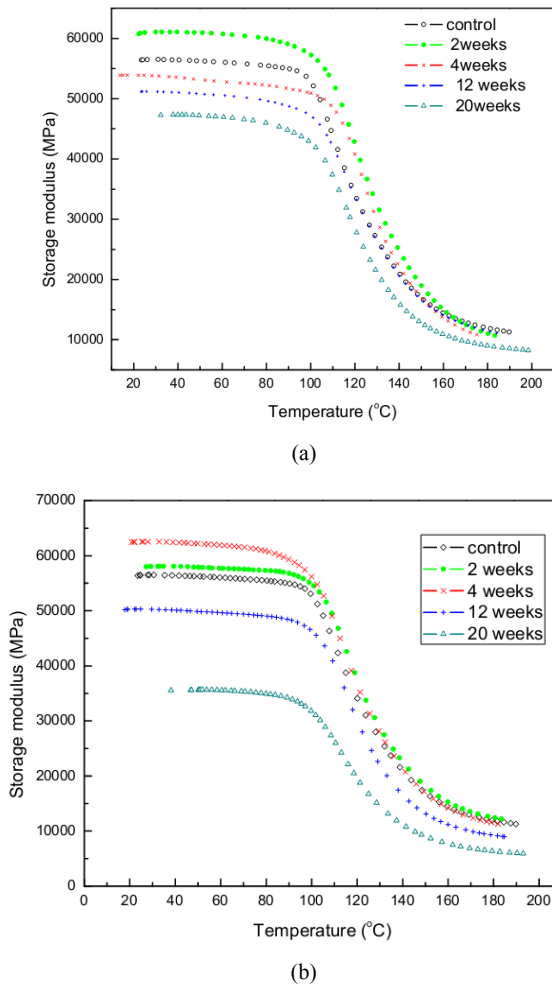 control
2weeks
4weeks
12 weeks
20weeks
60000
50000
40000
30000
20000
10000
Storage modulus (MPa)
20 40 60 80 100 120 140 160 180 200
Temperature (°C)
(a)
control
2 weeks
4 weeks
12 weeks
20 weeks
70000
60000
50000
40000
30000
20000
10000
0
Storage modulus (MPa)
0 20 40 60 80 100 120 140 160 180 200
Temperature (°C)
(b)